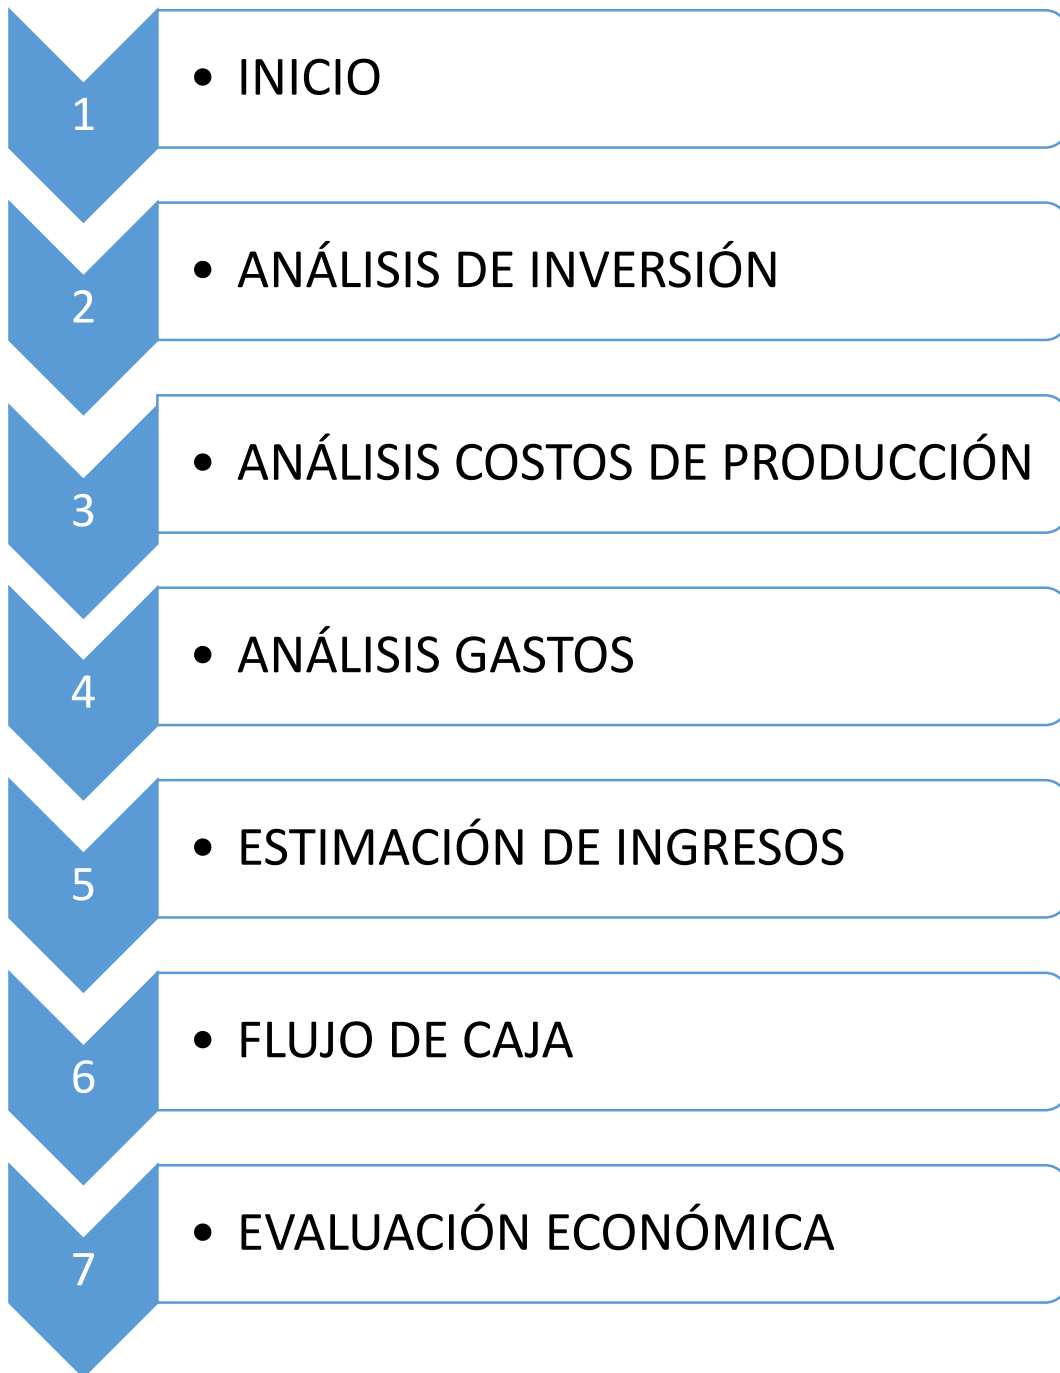 1
• INICIO
2
• ANÁLISIS DE INVERSIÓN
3
• ANÁLISIS COSTOS DE PRODUCCIÓN
4
• ANÁLISIS GASTOS
5
• ESTIMACIÓN DE INGRESOS
6
• FLUJO DE CAJA
7
• EVALUACIÓN ECONÓMICA